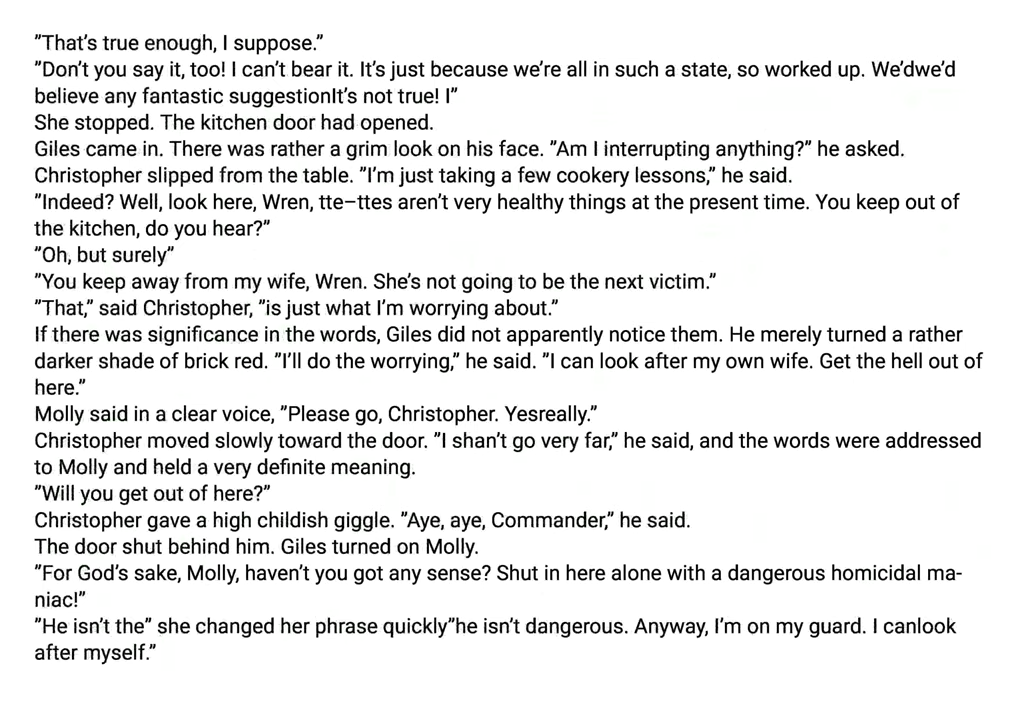 "That's true enough, I suppose."
"Don't you say it, too! I can't bear it. It's just because we're all in such a state, so worked up. We'dwe'd
believe any fantastic suggestionIt's not true! I"
She stopped. The kitchen door had opened.
Giles came in. There was rather a grim look on his face. "Am I interrupting anything?" he asked.
Christopher slipped from the table. "I'm just taking a few cookery lessons," he said.
"Indeed? Well, look here, Wren, tte–ttes aren't very healthy things at the present time. You keep out of
the kitchen, do you hear?"
"Oh, but surely"
"You keep away from my wife, Wren. She's not going to be the next victim."
"That," said Christopher, "is just what I'm worrying about."
If there was significance in the words, Giles did not apparently notice them. He merely turned a rather
darker shade of brick red. "I'll do the worrying," he said. "I can look after my own wife. Get the hell out of
here."
Molly said in a clear voice, "Please go, Christopher. Yesreally."
Christopher moved slowly toward the door. "I shan't go very far," he said, and the words were addressed
to Molly and held a very definite meaning.
"Will you get out of here?"
Christopher gave a high childish giggle. "Aye, aye, Commander," he said.
The door shut behind him. Giles turned on Molly.
"For God's sake, Molly, haven't you got any sense? Shut in here alone with a dangerous homicidal ma-
niac!"
"He isn't the" she changed her phrase quickly"he isn't dangerous. Anyway, I'm on my guard. I canlook
after myself."